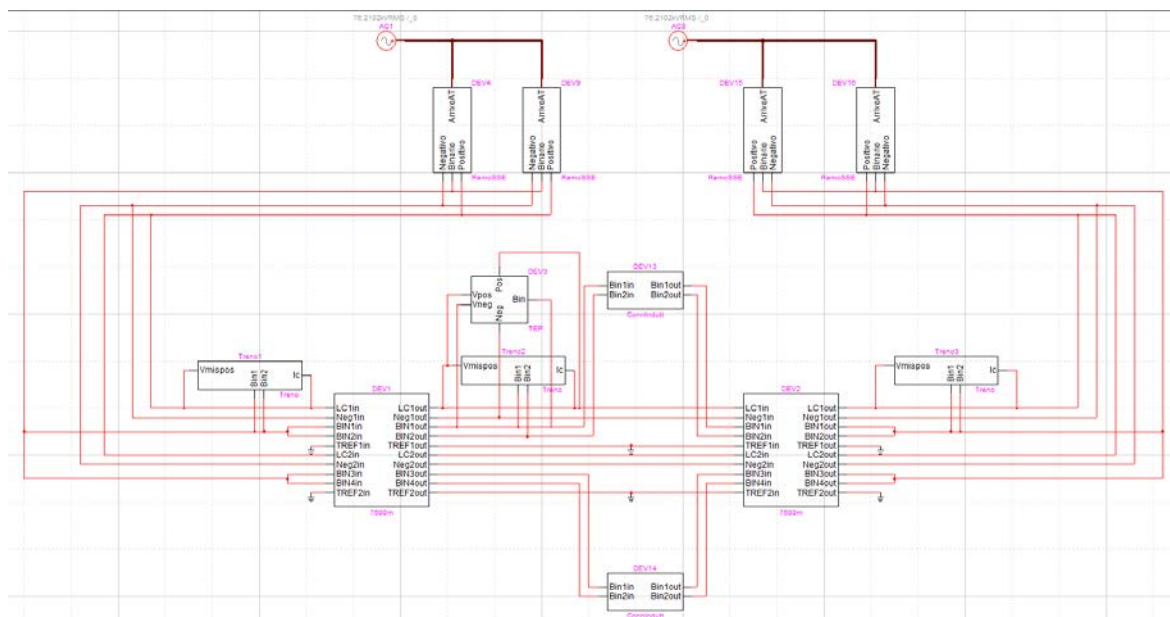 76.2102kVRMS /_0
AC1
76.2102kVRMS /_0
DEV4
DEV9
DEV15
DEV16
ArriveAT
ArriveAT
ArriveAT
ArriveAT
Negativo
Binario
Positivo
Negativo
Binario
Positivo
Positivo
Binario
Negativo
Positivo
Binario
Negativo
RamoSSE
RamoSSE
RamoSSE
RamoSSE
DEV3
Pos
Vpos
Vneg
Bin
Neg
TEP
DEV13
Bin1in Bin1out
Bin2in Bin2out
Treno1
Vmispos
Bin1
Bin2
Ic
Treno
Treno2
Bin1
Bin2
Ic
Treno
Vmispos
Treno3
Vmispos
Bin1
Bin2
Ic
Treno
DEV1
LC1in LC1out
Neg1in Neg1out
BIN1in BIN1out
BIN2in BIN2out
TREF1in TREF1out
LC2in LC2out
Neg2in Neg2out
BIN3in BIN3out
BIN4in BIN4out
TREF2in TREF2out
DEV2
LC1in LC1out
Neg1in Neg1out
BIN1in BIN1out
BIN2in BIN2out
TREF1in TREF1out
LC2in LC2out
Neg2in Neg2out
BIN3in BIN3out
BIN4in BIN4out
TREF2in TREF2out
DEV14
Bin1in Bin1out
Bin2in Bin2out